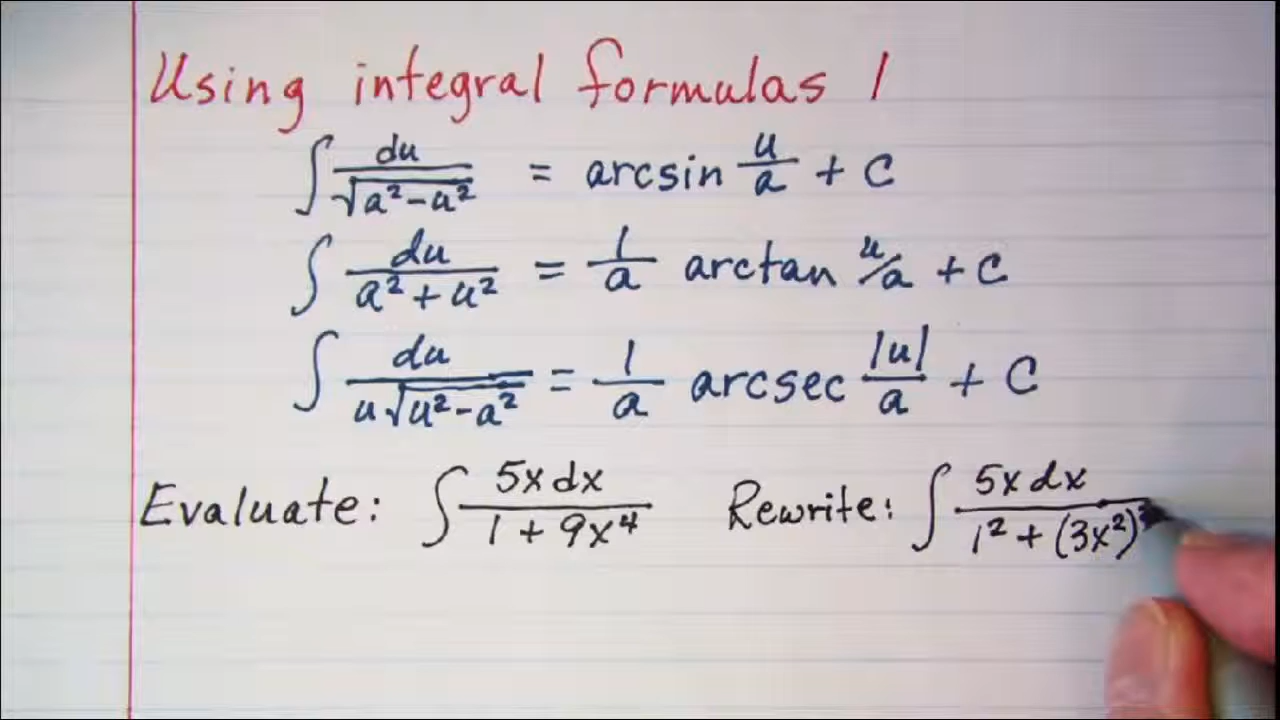 Using integral formulas 1
∫ du / √(a² − u²) = arcsin u/a + C
∫ du / (a² + u²) = 1/a arctan u/a + C
∫ du / (u√(u² − a²)) = 1/a arcsec |u|/a + C
Evaluate: ∫ 5x dx / (1 + 9x⁴) Rewrite: ∫ 5x dx / (1² + (3x²)